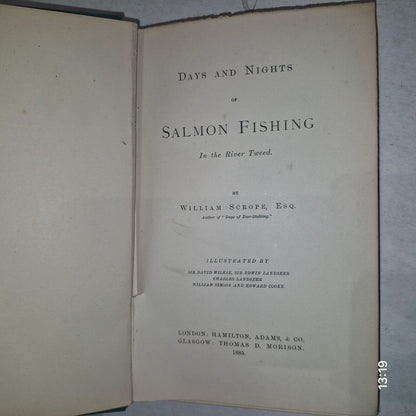 DAYS AND NIGHTS
OF
SALMON FISHING
In the River Tweed.
BY
WILLIAM SCROPE, ESQ.
Author of "Days of Deer-Stalking."
ILLUSTRATED BY
SIR DAVID WILKIE, SIR EDWIN LANDSEER
CHARLES LANDSEER
WILLIAM SIMSON AND EDWARD COOKE.
LONDON: HAMILTON, ADAMS, & CO.
GLASGOW: THOMAS D. MORISON.
1885.
13:19